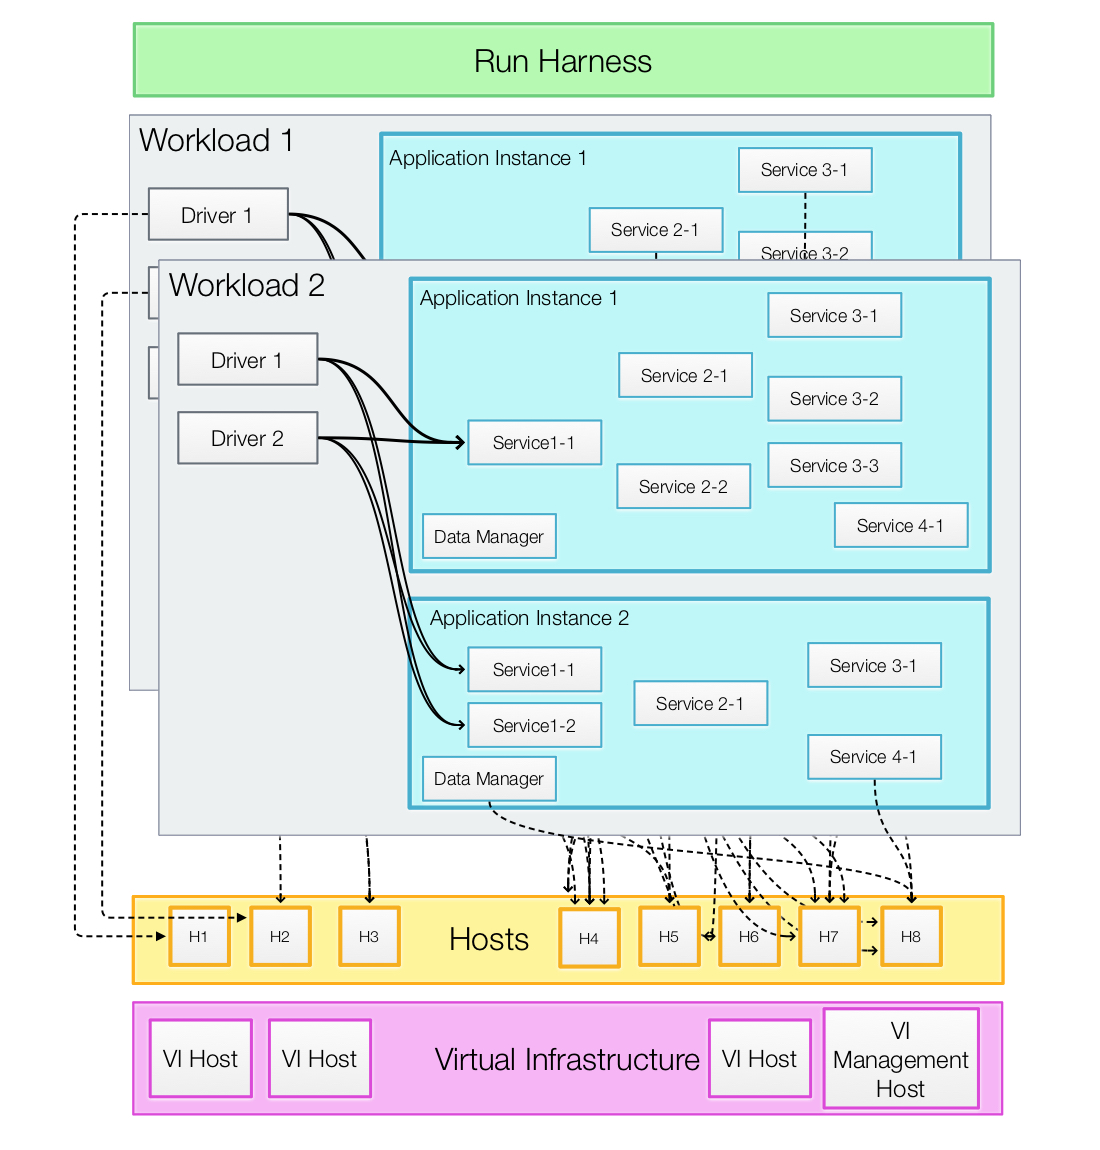 Run Harness
Workload 1
Application Instance 1
Service 3-1
Driver 1
Service 2-1
Service 3-2
Workload 2
Application Instance 1
Service 3-1
Driver 1
Service 2-1
Service 3-2
Driver 2
Service1-1
Service 3-3
Service 2-2
Service 4-1
Data Manager
Application Instance 2
Service1-1
Service 3-1
Service 2-1
Service1-2
Service 4-1
Data Manager
H1
H2
H3
Hosts
H4
H5
H6
H7
H8
VI Host
VI Host
Virtual Infrastructure
VI Host
VI
Management
Host